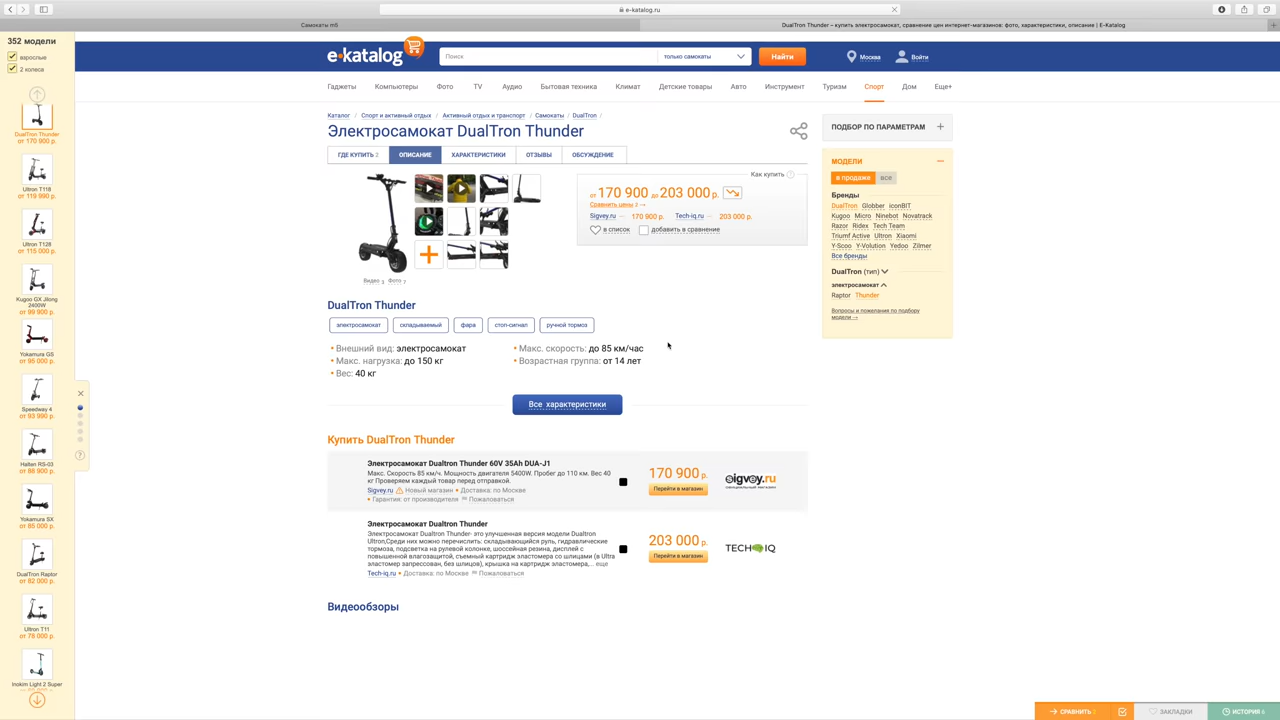 e-katalog.ru
Самокаты m5
DualTron Thunder – купить электросамокат, сравнение цен интернет-магазинов: фото, характеристики, описание | E-Katalog
352 модели
взрослые
2 колеса
DualTron Thunder
от 170 900 р.
Ultron T118
от 119 990 р.
Ultron T128
от 115 000 р.
Kugoo GX Jilong
2400W
от 99 900 р.
Yokamura GS
от 95 000 р.
Speedway 4
от 93 990 р.
Halten RS-03
от 88 900 р.
Yokamura SX
от 85 000 р.
DualTron Raptor
от 82 000 р.
Ultron T11
от 78 000 р.
Inokim Light 2 Super
e·katalog
Поиск
только самокаты
Найти
Москва
Войти
Гаджеты
Компьютеры
Фото
TV
Аудио
Бытовая техника
Климат
Детские товары
Авто
Инструмент
Туризм
Спорт
Дом
Еще+
Каталог / Спорт и активный отдых / Активный отдых и транспорт / Самокаты / DualTron /
Электросамокат DualTron Thunder
ГДЕ КУПИТЬ 2
ОПИСАНИЕ
ХАРАКТЕРИСТИКИ
ОТЗЫВЫ
ОБСУЖДЕНИЕ
Как купить ?
от 170 900 до 203 000 р.
Сравнить цены 2 →
Sigvey.ru — 170 900 р.
Tech-iq.ru — 203 000 р.
в список
добавить в сравнение
Видео 3 Фото 7
DualTron Thunder
электросамокат
складываемый
фара
стоп-сигнал
ручной тормоз
• Внешний вид: электросамокат
• Макс. нагрузка: до 150 кг
• Вес: 40 кг
• Макс. скорость: до 85 км/час
• Возрастная группа: от 14 лет
Все характеристики
Купить DualTron Thunder
Электросамокат Dualtron Thunder 60V 35Ah DUA-J1
Макс. Скорость 85 км/ч. Мощность двигателя 5400W. Пробег до 110 км. Вес 40
кг Проверяем каждый товар перед отправкой.
Sigvey.ru Новый магазин • Доставка: по Москве
• Гарантия: от производителя Пожаловаться
170 900 р.
Перейти в магазин
sigvey.ru
ОФИЦИАЛЬНЫЙ МАГАЗИН
Электросамокат Dualtron Thunder
Электросамокат Dualtron Thunder- это улучшенная версия модели Dualtron
Ultron,Среди них можно перечислить: складывающийся руль, гидравлические
тормоза, подсветка на рулевой колонке, шоссейная резина, дисплей с
повышенной влагозащитой, съемный картридж эластомера со шлицами (в Ultra
эластомер запрессован, без шлицов), крышка на картридж эластомера,... еще
Tech-iq.ru • Доставка: по Москве Пожаловаться
203 000 р.
Перейти в магазин
TECH IQ
Видеообзоры
ПОДБОР ПО ПАРАМЕТРАМ +
МОДЕЛИ
в продаже
все
Бренды
DualTron Globber iconBIT
Kugoo Micro Ninebot Novatrack
Razor Ridex Tech Team
Triumf Active Ultron Xiaomi
Y-Scoo Y-Volution Yedoo Zilmer
Все бренды
DualTron (тип)
электросамокат
Raptor Thunder
Вопросы и пожелания по подбору
модели →
СРАВНИТЬ 2
ЗАКЛАДКИ
ИСТОРИЯ 6